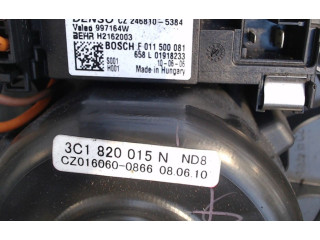 DENSO CZ 246810-5384
Valeo 997164W
BEHR H2162003
BOSCH F 011 500 081
S001 658 L 01918233
H001 10-06-06
Made in Hungary
3C1 820 015 N ND8
CZ016060-0866 08.06.10